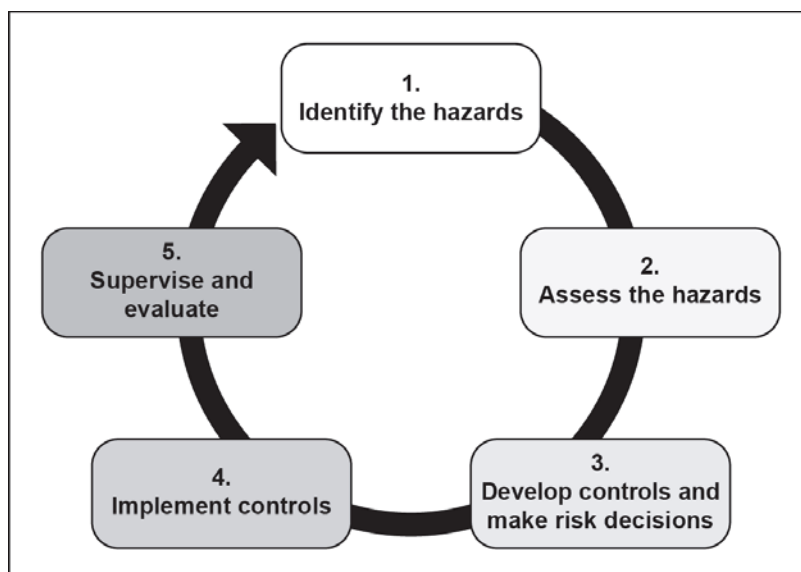 1.
Identify the hazards
2.
Assess the hazards
3.
Develop controls and
make risk decisions
4.
Implement controls
5.
Supervise and
evaluate